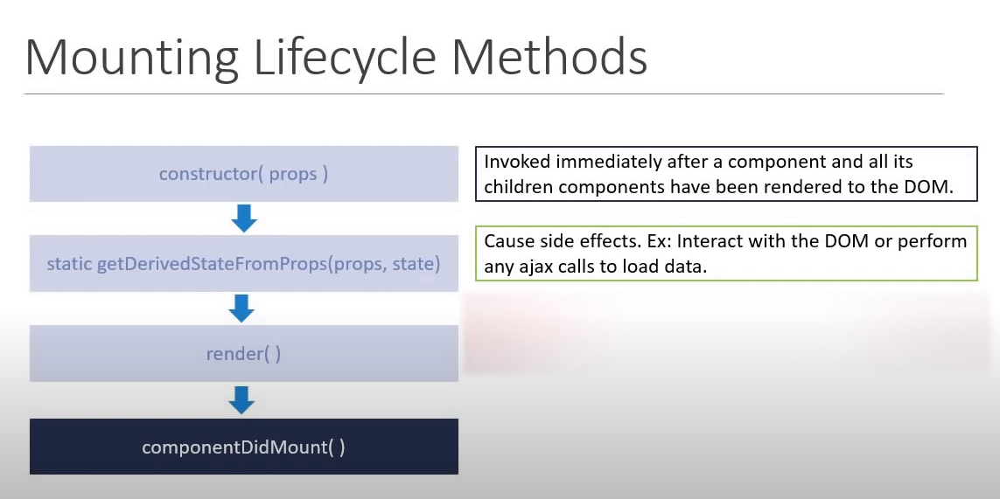 Mounting Lifecycle Methods
constructor( props )
static getDerivedStateFromProps(props, state)
render( )
componentDidMount( )
Invoked immediately after a component and all its
children components have been rendered to the DOM.
Cause side effects. Ex: Interact with the DOM or perform
any ajax calls to load data.